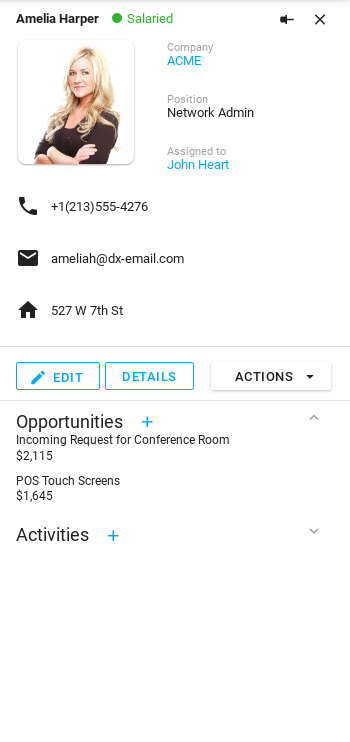 Amelia Harper Salaried
Company
ACME
Position
Network Admin
Assigned to
John Heart
+1(213)555-4276
ameliah@dx-email.com
527 W 7th St
EDIT DETAILS ACTIONS
Opportunities +
Incoming Request for Conference Room
$2,115
POS Touch Screens
$1,645
Activities +